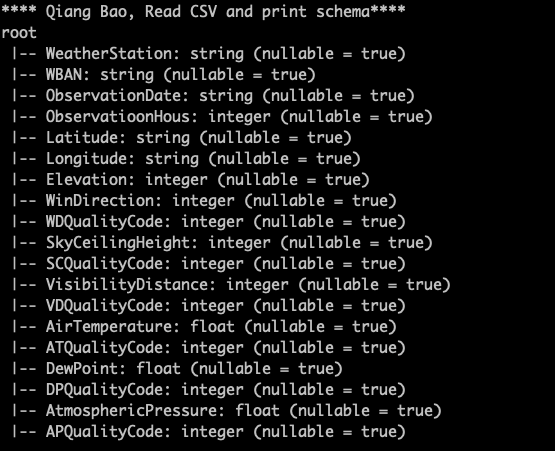 **** Qiang Bao, Read CSV and print schema****
root
|-- WeatherStation: string (nullable = true)
|-- WBAN: string (nullable = true)
|-- ObservationDate: string (nullable = true)
|-- ObservatioonHous: integer (nullable = true)
|-- Latitude: string (nullable = true)
|-- Longitude: string (nullable = true)
|-- Elevation: integer (nullable = true)
|-- WinDirection: integer (nullable = true)
|-- WDQualityCode: integer (nullable = true)
|-- SkyCeilingHeight: integer (nullable = true)
|-- SCQualityCode: integer (nullable = true)
|-- VisibilityDistance: integer (nullable = true)
|-- VDQualityCode: integer (nullable = true)
|-- AirTemperature: float (nullable = true)
|-- ATQualityCode: integer (nullable = true)
|-- DewPoint: float (nullable = true)
|-- DPQualityCode: integer (nullable = true)
|-- AtmosphericPressure: float (nullable = true)
|-- APQualityCode: integer (nullable = true)